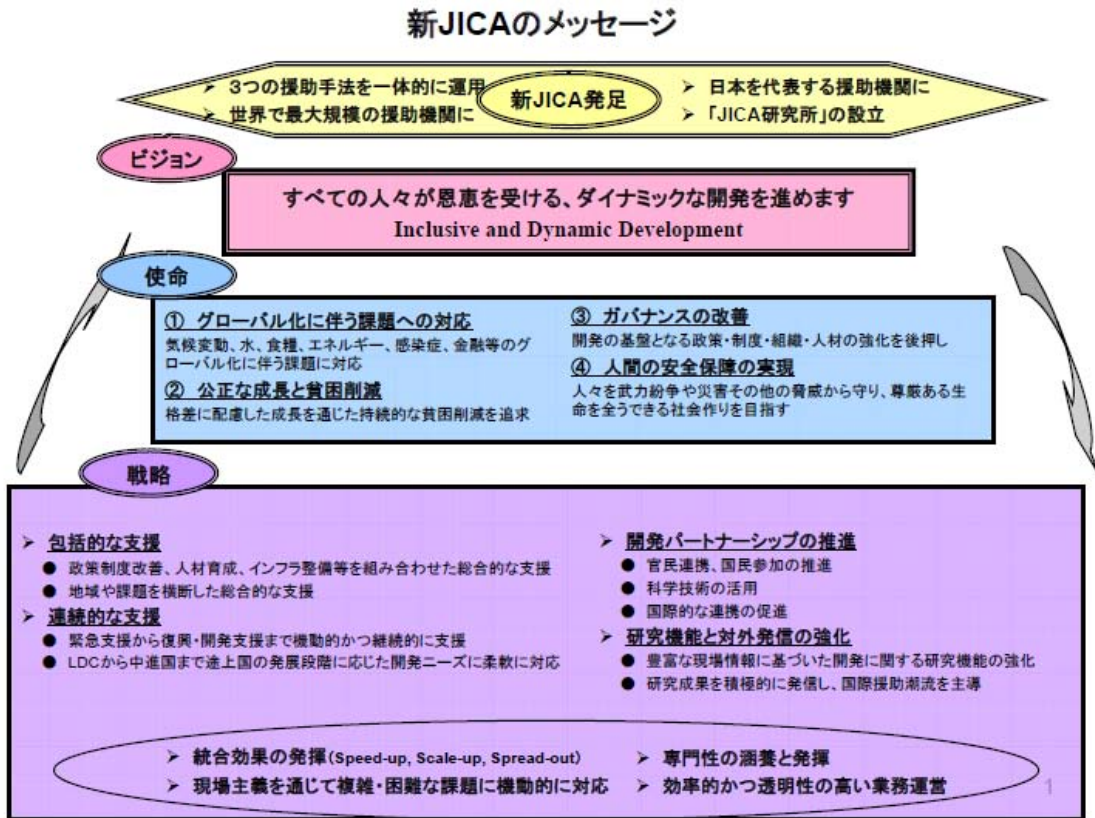 新JICAのメッセージ
➢ 3つの援助手法を一体的に運用
➢ 世界で最大規模の援助機関に
新JICA発足
➢ 日本を代表する援助機関に
➢ 「JICA研究所」の設立
ビジョン
すべての人々が恩恵を受ける、ダイナミックな開発を進めます
Inclusive and Dynamic Development
使命
① グローバル化に伴う課題への対応
気候変動、水、食糧、エネルギー、感染症、金融等のグ
ローバル化に伴う課題に対応
② 公正な成長と貧困削減
格差に配慮した成長を通じた持続的な貧困削減を追求
③ ガバナンスの改善
開発の基盤となる政策・制度・組織・人材の強化を後押し
④ 人間の安全保障の実現
人々を武力紛争や災害その他の脅威から守り、尊厳ある生
命を全うできる社会作りを目指す
戦略
➢ 包括的な支援
● 政策制度改善、人材育成、インフラ整備等を組み合わせた総合的な支援
● 地域や課題を横断した総合的な支援
➢ 連続的な支援
● 緊急支援から復興・開発支援まで機動的かつ継続的に支援
● LDCから中進国まで途上国の発展段階に応じた開発ニーズに柔軟に対応
➢ 開発パートナーシップの推進
● 官民連携、国民参加の推進
● 科学技術の活用
● 国際的な連携の促進
➢ 研究機能と対外発信の強化
● 豊富な現場情報に基づいた開発に関する研究機能の強化
● 研究成果を積極的に発信し、国際援助潮流を主導
➢ 統合効果の発揮(Speed-up, Scale-up, Spread-out)
➢ 現場主義を通じて複雑・困難な課題に機動的に対応
➢ 専門性の涵養と発揮
➢ 効率的かつ透明性の高い業務運営
1